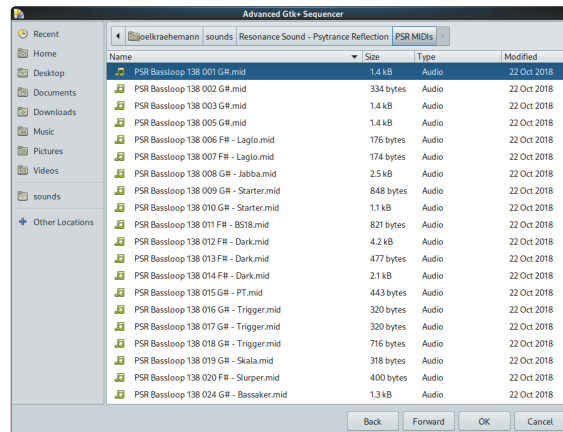 Advanced Gtk+ Sequencer
Recent
Home
Desktop
Documents
Downloads
Music
Pictures
Videos
sounds
Other Locations
joelkraehemann sounds Resonance Sound - Psytrance Reflection PSR MIDIs
Name Size Type Modified
PSR Bassloop 138 001 G#.mid 1.4 kB Audio 22 Oct 2018
PSR Bassloop 138 002 G#.mid 334 bytes Audio 22 Oct 2018
PSR Bassloop 138 003 G#.mid 1.4 kB Audio 22 Oct 2018
PSR Bassloop 138 005 G#.mid 1.4 kB Audio 22 Oct 2018
PSR Bassloop 138 006 F# - Laglo.mid 176 bytes Audio 22 Oct 2018
PSR Bassloop 138 007 F# - Laglo.mid 174 bytes Audio 22 Oct 2018
PSR Bassloop 138 008 G# - Jabba.mid 2.5 kB Audio 22 Oct 2018
PSR Bassloop 138 009 G# - Starter.mid 848 bytes Audio 22 Oct 2018
PSR Bassloop 138 010 G# - Starter.mid 1.1 kB Audio 22 Oct 2018
PSR Bassloop 138 011 F# - BS18.mid 821 bytes Audio 22 Oct 2018
PSR Bassloop 138 012 F# - Dark.mid 4.2 kB Audio 22 Oct 2018
PSR Bassloop 138 013 F# - Dark.mid 477 bytes Audio 22 Oct 2018
PSR Bassloop 138 014 F# - Dark.mid 2.1 kB Audio 22 Oct 2018
PSR Bassloop 138 015 G# - PT.mid 443 bytes Audio 22 Oct 2018
PSR Bassloop 138 016 G# - Trigger.mid 320 bytes Audio 22 Oct 2018
PSR Bassloop 138 017 G# - Trigger.mid 320 bytes Audio 22 Oct 2018
PSR Bassloop 138 018 G# - Trigger.mid 716 bytes Audio 22 Oct 2018
PSR Bassloop 138 019 G# - Skala.mid 318 bytes Audio 22 Oct 2018
PSR Bassloop 138 020 F# - Slurper.mid 400 bytes Audio 22 Oct 2018
PSR Bassloop 138 024 G# - Bassaker.mid 1.3 kB Audio 22 Oct 2018
Back Forward OK Cancel